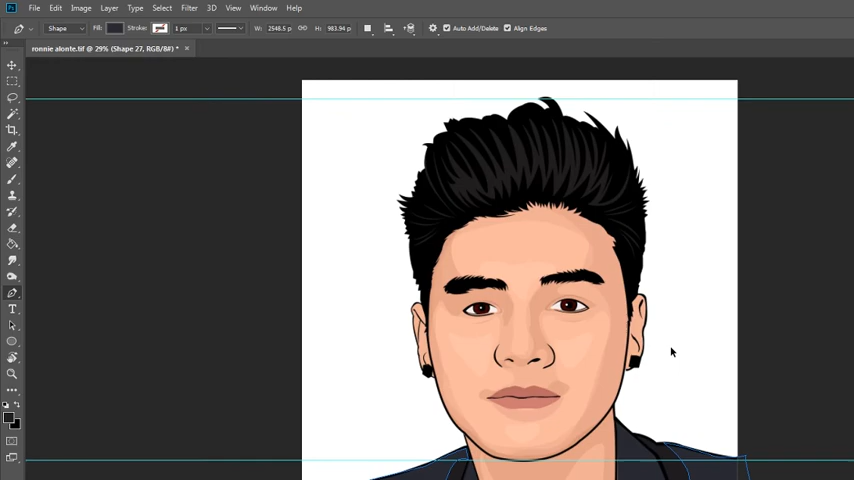 Ps File Edit Image Layer Type Select Filter 3D View Window Help
Shape Fill: Stroke: 1 px W: 2548.5 p H: 983.94 p Auto Add/Delete Align Edges
ronnie alonte.tif @ 29% (Shape 27, RGB/8#) * ×
T